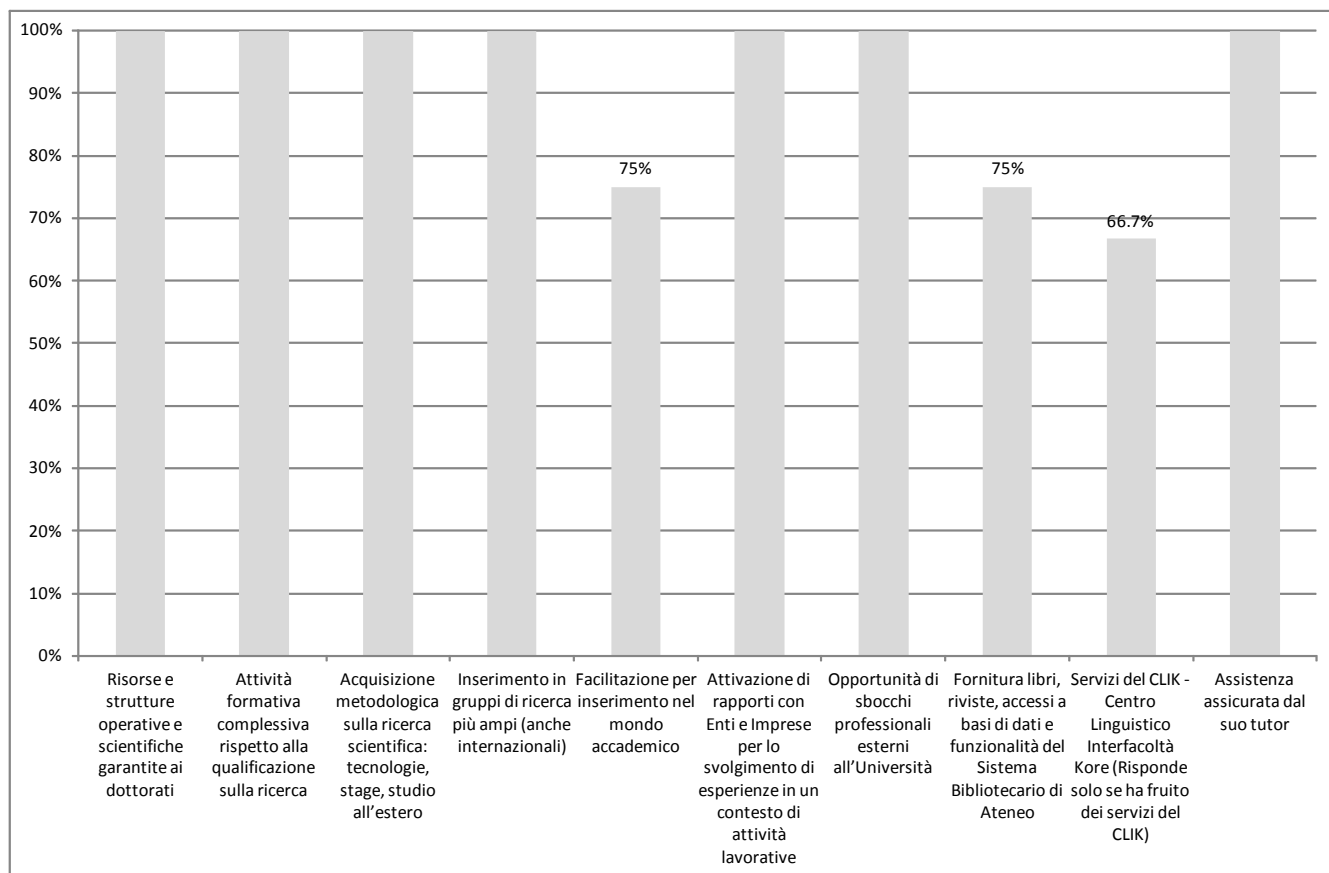 100%
90%
80%
70%
60%
50%
40%
30%
20%
10%
0%
75%
75%
66.7%
Risorse e
strutture
operative e
scientifiche
garantite ai
dottorati
Attività
formativa
complessiva
rispetto alla
qualificazione
sulla ricerca
Acquisizione
metodologica
sulla ricerca
scientifica:
tecnologie,
stage, studio
all’estero
Inserimento in
gruppi di ricerca
più ampi (anche
internazionali)
Facilitazione per
inserimento nel
mondo
accademico
Attivazione di
rapporti con
Enti e Imprese
per lo
svolgimento di
esperienze in un
contesto di
attività
lavorative
Opportunità di
sbocchi
professionali
esterni
all’Università
Fornitura libri,
riviste, accessi a
basi di dati e
funzionalità del
Sistema
Bibliotecario di
Ateneo
Servizi del CLIK -
Centro
Linguistico
Interfacoltà
Kore (Risponde
solo se ha fruito
dei servizi del
CLIK)
Assistenza
assicurata dal
suo tutor